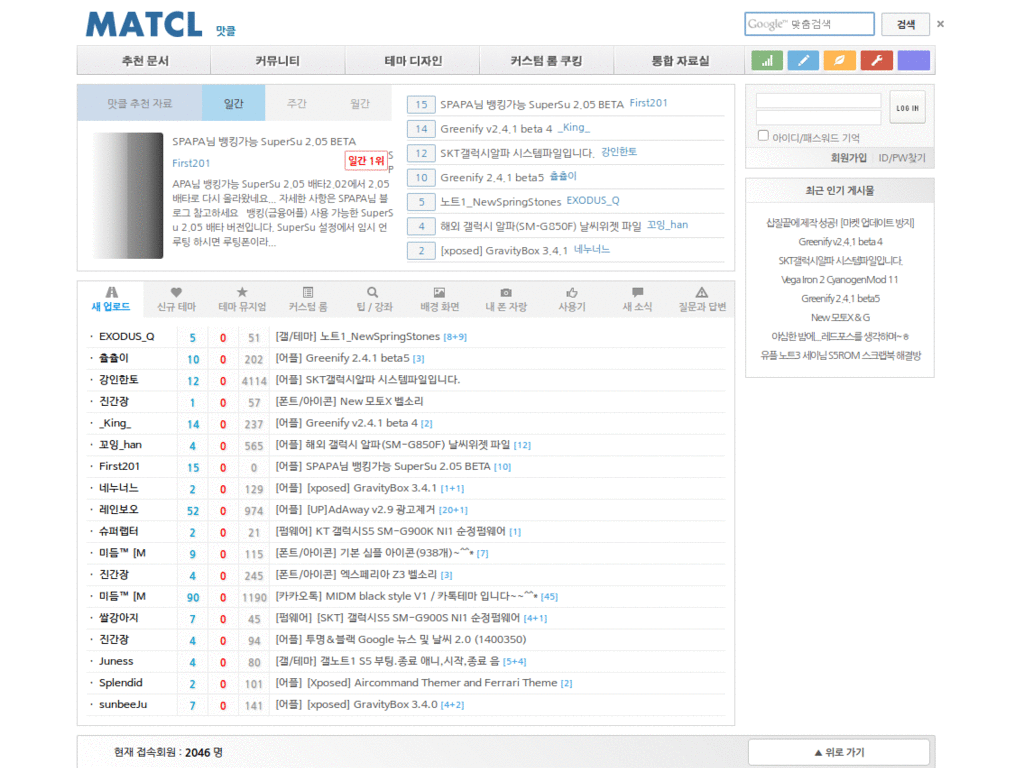 MATCL 맛클
Google™ 맞춤검색 검색 ×
추천 문서 커뮤니티 테마 디자인 커스텀 롬 쿠킹 통합 자료실
맛클 추천 자료 일간 주간 월간
SPAPA님 뱅킹가능 SuperSu 2.05 BETA
First201
일간 1위
APA님 뱅킹가능 SuperSu 2.05 배타2.02에서 2.05
배타로 다시 올라왔네요... 자세한 사항은 SPAPA님 블
로그 참고하세요 뱅킹(금융어플) 사용 가능한 SuperS
u 2.05 배타 버전입니다. SuperSu 설정에서 임시 언
루팅 하시면 루팅폰이라...
15 SPAPA님 뱅킹가능 SuperSu 2.05 BETA First201
14 Greenify v2.4.1 beta 4 _King_
12 SKT갤럭시알파 시스템파일입니다. 강인한토
10 Greenify 2.4.1 beta5 츌츌이
5 노트1_NewSpringStones EXODUS_Q
4 해외 갤럭시 알파(SM-G850F) 날씨위젯 파일 꼬잉_han
2 [xposed] GravityBox 3.4.1 네누너느
LOG IN
아이디/패스워드 기억
회원가입 ID/PW찾기
최근 인기 게시물
삽질끝에 제작 성공! [마켓 업데이트 방지]
Greenify v2.4.1 beta 4
SKT갤럭시알파 시스템파일입니다.
Vega Iron 2 CyanogenMod 11
Greenify 2.4.1 beta5
New 모토X & G
야심한 밤에...레드포스를 생각하며~ㅎ
유플 노트3 세이님 S5ROM 스크랩북 해결방
새 업로드 신규 테마 테마 뮤지엄 커스텀 롬 팁 / 강좌 배경 화면 내 폰 자랑 사용기 새 소식 질문과 답변
· EXODUS_Q 5 0 51 [갤/테마] 노트1_NewSpringStones [8+9]
· 츌츌이 10 0 202 [어플] Greenify 2.4.1 beta5 [3]
· 강인한토 12 0 4114 [어플] SKT갤럭시알파 시스템파일입니다.
· 진간장 1 0 57 [폰트/아이콘] New 모토X 벨소리
· _King_ 14 0 237 [어플] Greenify v2.4.1 beta 4 [2]
· 꼬잉_han 4 0 565 [어플] 해외 갤럭시 알파(SM-G850F) 날씨위젯 파일 [12]
· First201 15 0 0 [어플] SPAPA님 뱅킹가능 SuperSu 2.05 BETA [10]
· 네누너느 2 0 129 [어플] [xposed] GravityBox 3.4.1 [1+1]
· 레인보오 52 0 974 [어플] [UP]AdAway v2.9 광고제거 [20+1]
· 슈퍼랩터 2 0 21 [펌웨어] KT 갤럭시S5 SM-G900K NI1 순정펌웨어 [1]
· 미듬™ [M 9 0 115 [폰트/아이콘] 기본 심플 아이콘(938개)~^^* [7]
· 진간장 4 0 245 [폰트/아이콘] 엑스페리아 Z3 벨소리 [3]
· 미듬™ [M 90 0 1190 [카카오톡] MIDM black style V1 / 카톡테마 입니다~~^^* [45]
· 쌀강아지 7 0 45 [펌웨어] [SKT] 갤럭시S5 SM-G900S NI1 순정펌웨어 [4+1]
· 진간장 4 0 94 [어플] 투명&블랙 Google 뉴스 및 날씨 2.0 (1400350)
· Juness 4 0 80 [갤/테마] 갤노트1 S5 부팅.종료 애니,시작,종료 음 [5+4]
· Splendid 2 0 101 [어플] [Xposed] Aircommand Themer and Ferrari Theme [2]
· sunbeeJu 7 0 141 [어플] [xposed] GravityBox 3.4.0 [4+2]
현재 접속회원 : 2046 명 ▲ 위로 가기